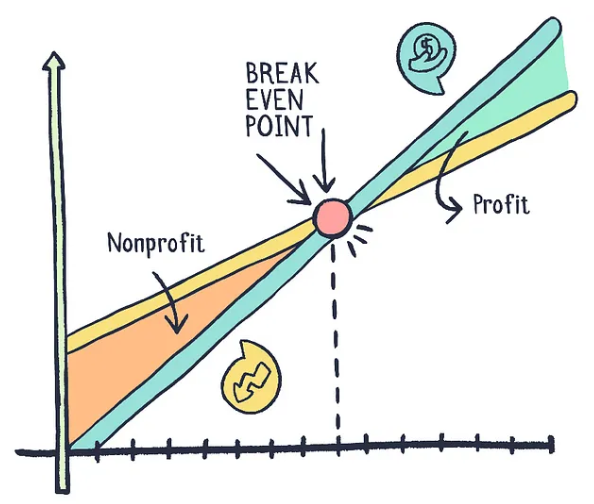 BREAK
EVEN
POINT
$
Nonprofit
Profit